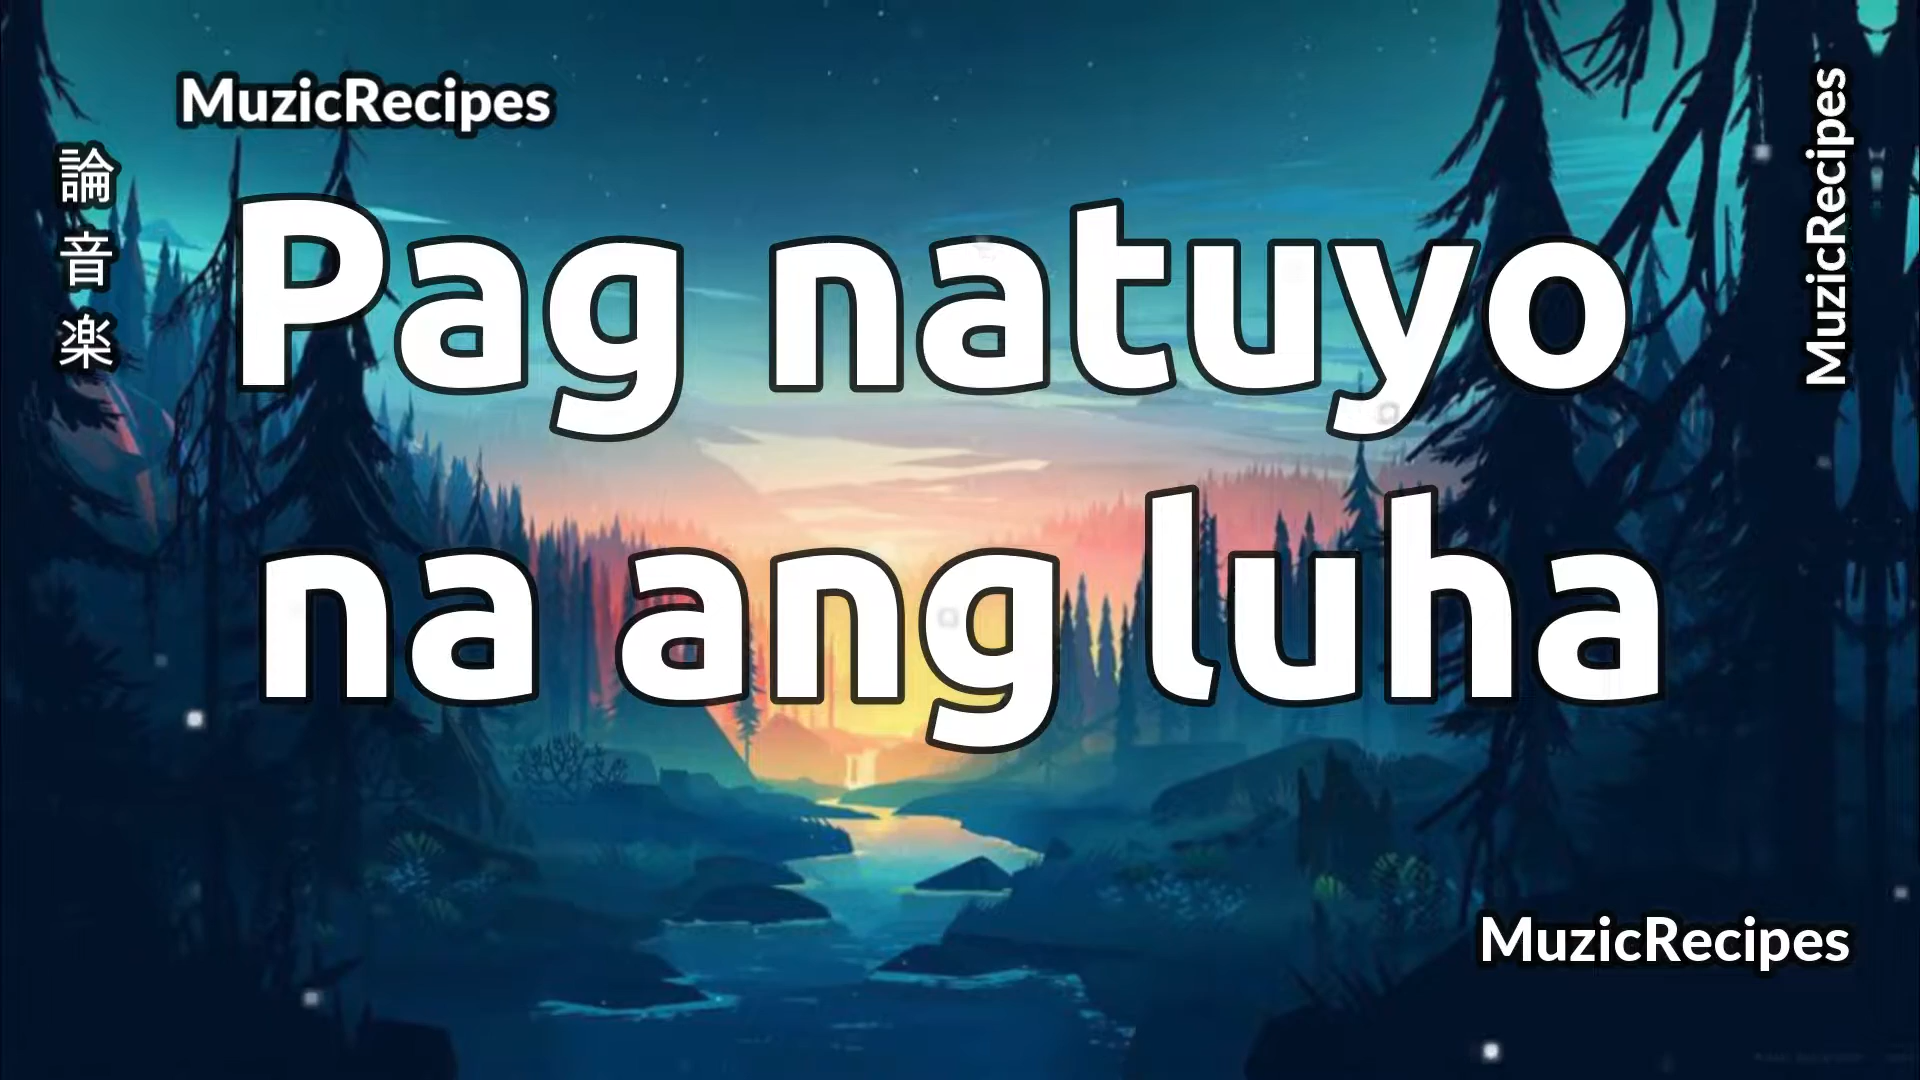 MuzicRecipes
論音楽
MuzicRecipes
Pag natuyo
na ang luha
MuzicRecipes